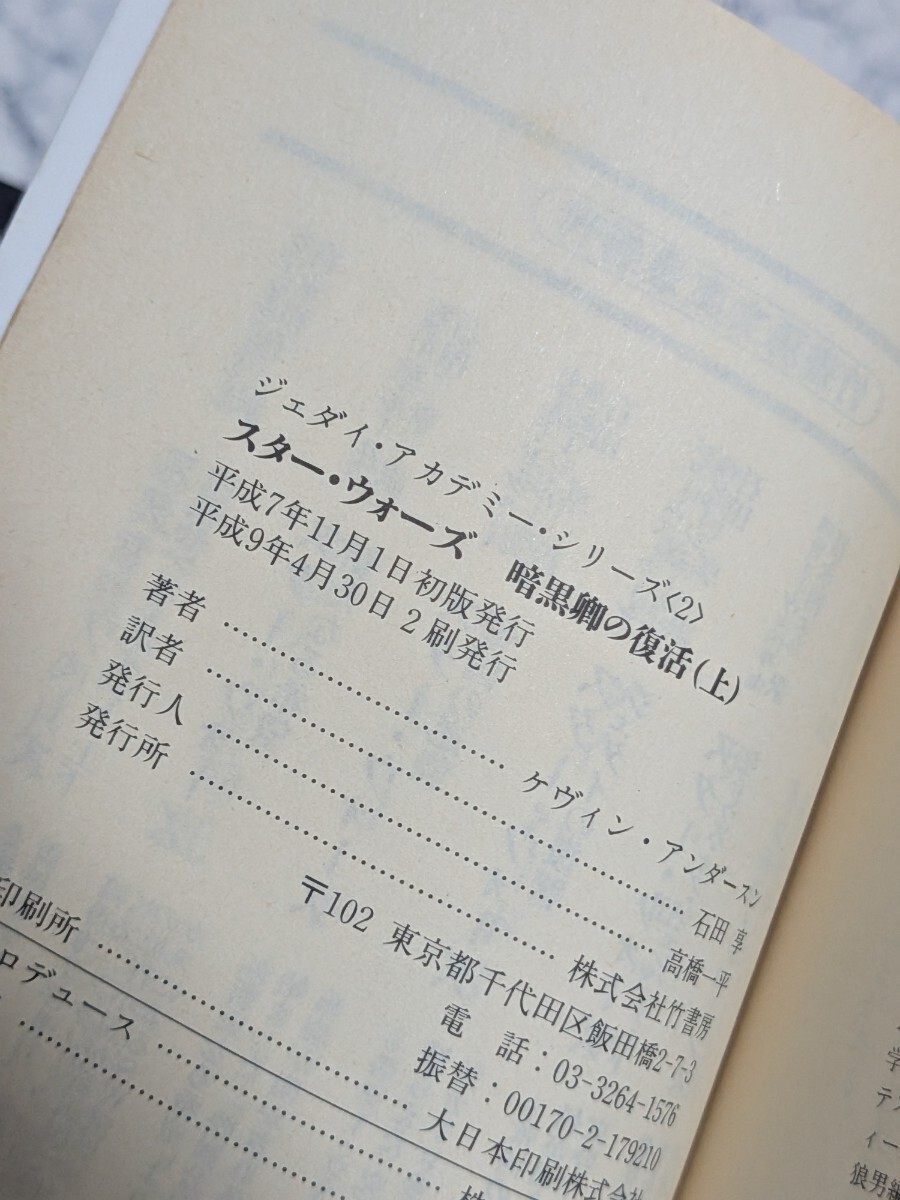 ジェダイ・アカデミー・シリーズ〈2〉
スター・ウォーズ　暗黒卿の復活(上)
平成7年11月1日初版発行
平成9年4月30日2刷発行
著者 …………………… ケヴィン・アンダースン
訳者 …………………… 石田 享
発行人 …………………… 高橋一平
発行所 …………………… 株式会社竹書房
〒102 東京都千代田区飯田橋2-7-3
電　話：03-3264-1576
振替：00170-2-179210
印刷所 …………………… 大日本印刷株式会
ロデュース …………………… 株